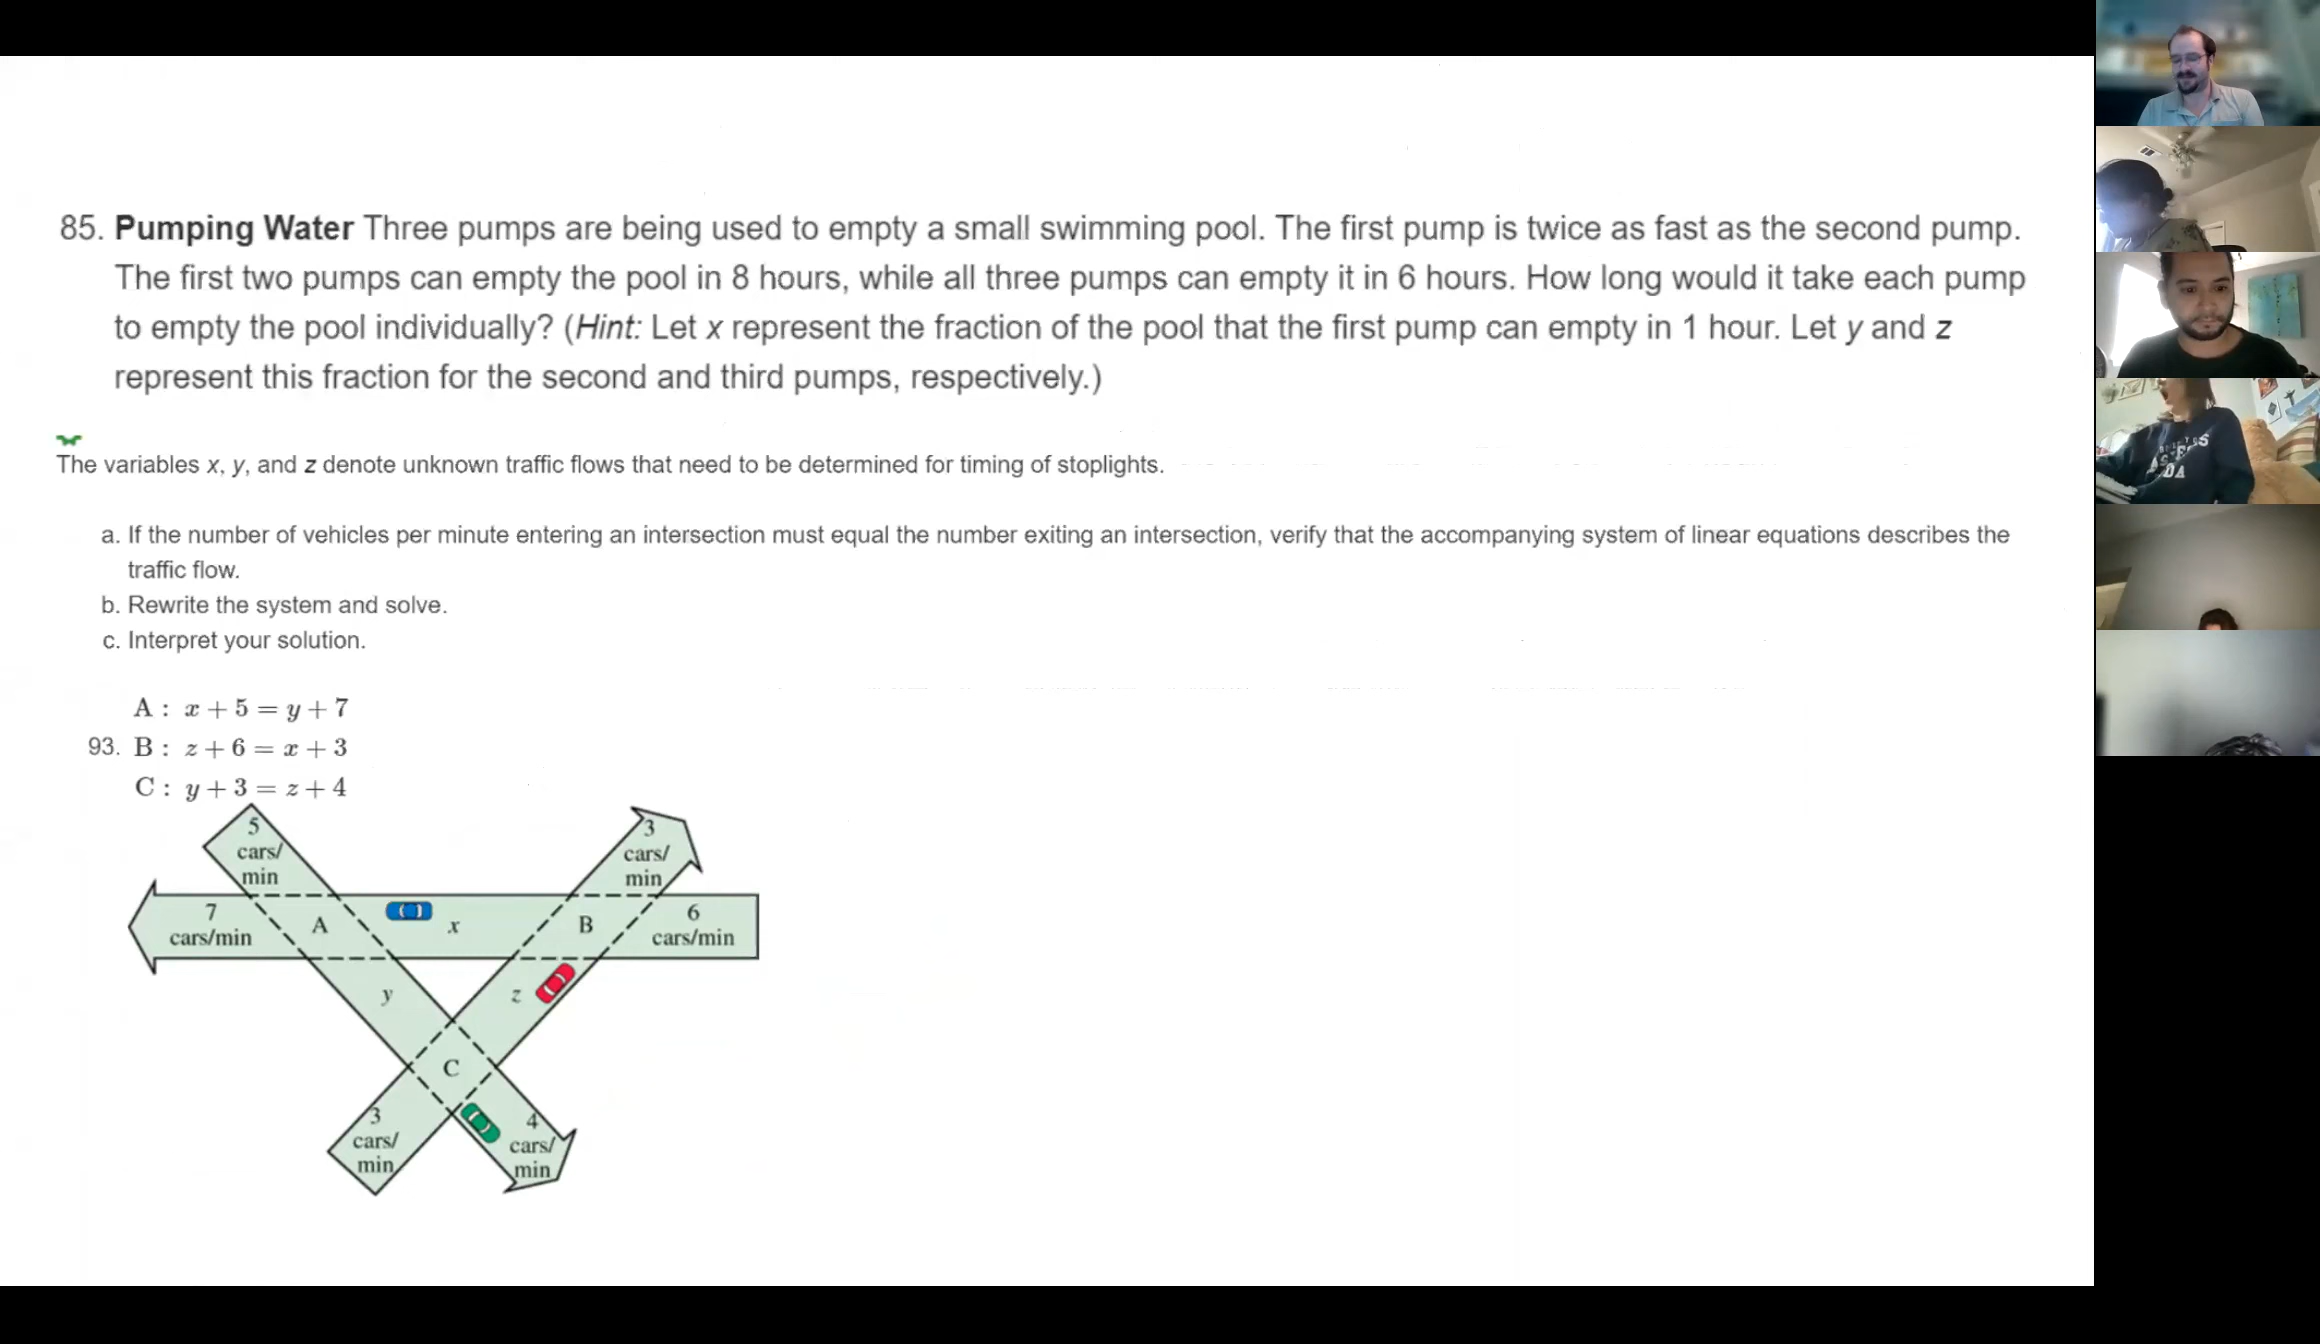 85. Pumping Water Three pumps are being used to empty a small swimming pool. The first pump is twice as fast as the second pump.
The first two pumps can empty the pool in 8 hours, while all three pumps can empty it in 6 hours. How long would it take each pump
to empty the pool individually? (Hint: Let x represent the fraction of the pool that the first pump can empty in 1 hour. Let y and z
represent this fraction for the second and third pumps, respectively.)
The variables x, y, and z denote unknown traffic flows that need to be determined for timing of stoplights.
a. If the number of vehicles per minute entering an intersection must equal the number exiting an intersection, verify that the accompanying system of linear equations describes the
traffic flow.
b. Rewrite the system and solve.
c. Interpret your solution.
A : x + 5 = y + 7
93. B : z + 6 = x + 3
C : y + 3 = z + 4
5
cars/
min
3
cars/
min
7
cars/min
A
x
B
6
cars/min
y
z
C
3
cars/
min
4
cars/
min